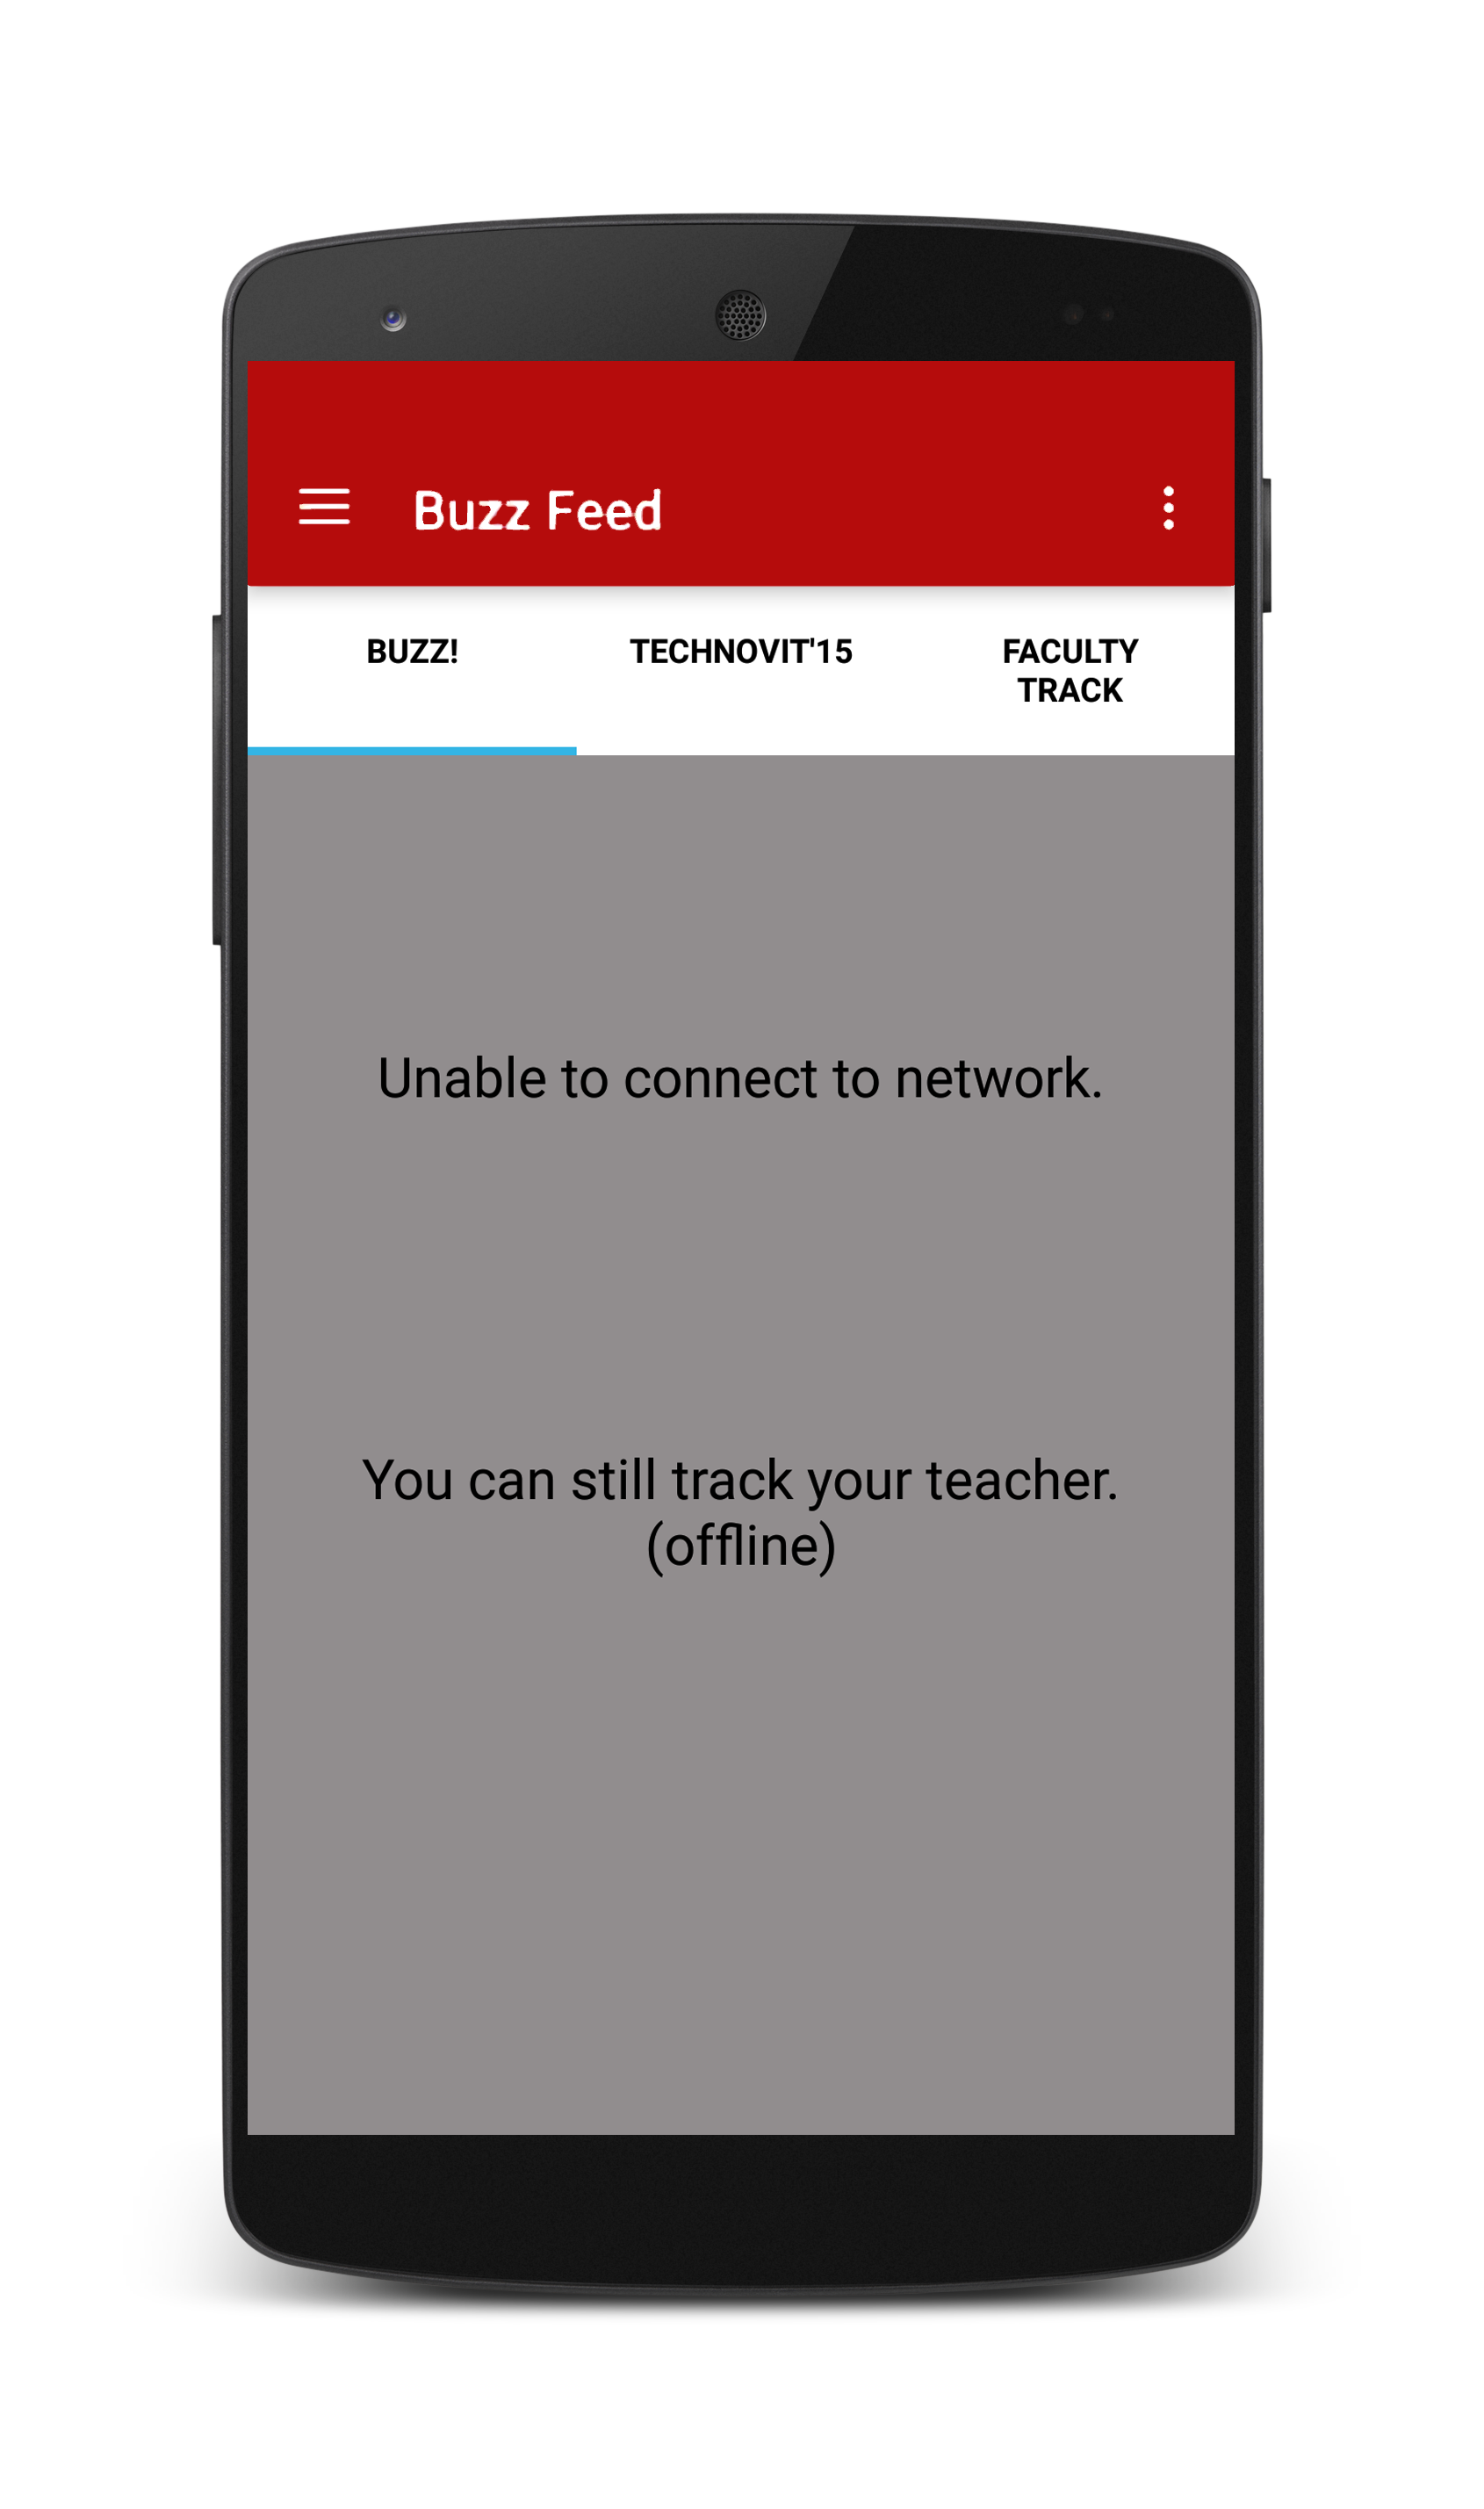 Buzz Feed
BUZZ!
TECHNOVIT'15
FACULTY
TRACK
Unable to connect to network.
You can still track your teacher.
(offline)